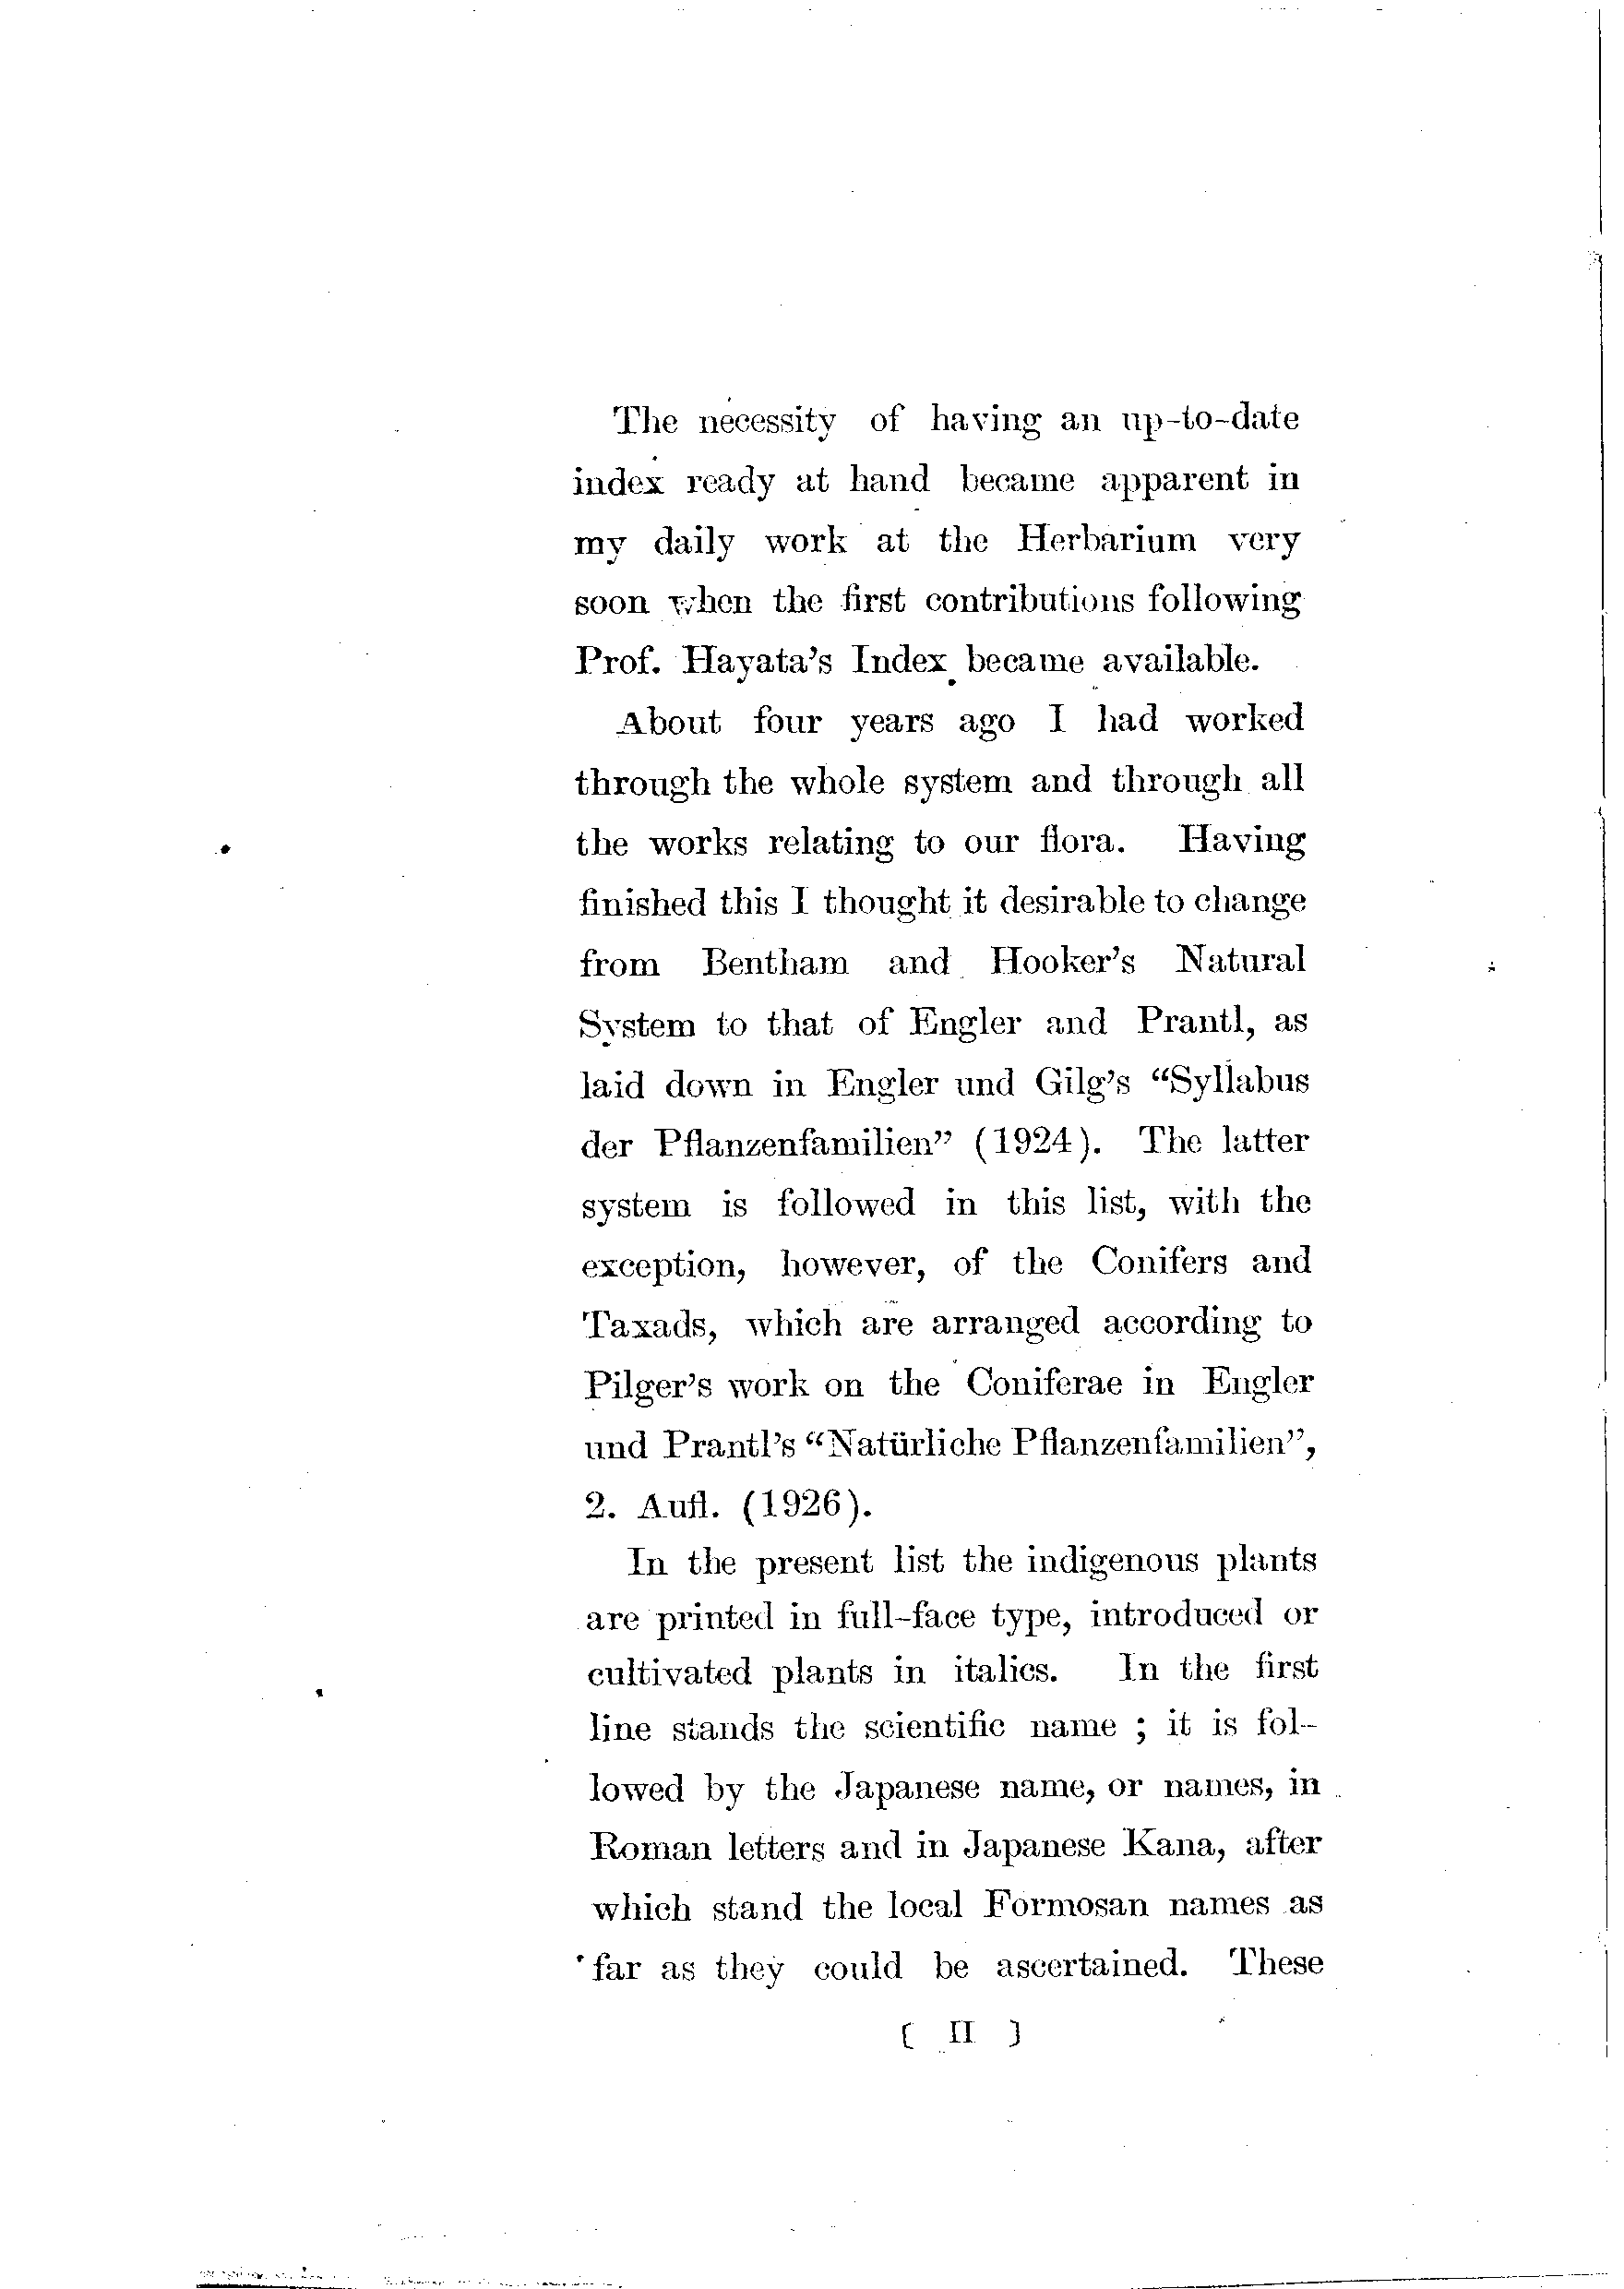 The necessity of having an up-to-date
index ready at hand became apparent in
my daily work at the Herbarium very
soon when the first contributions following
Prof. Hayata's Index became available.
About four years ago I had worked
through the whole system and through all
the works relating to our flora. Having
finished this I thought it desirable to change
from Bentham and Hooker's Natural
System to that of Engler and Prantl, as
laid down in Engler und Gilg's “Syllabus
der Pflanzenfamilien” (1924). The latter
system is followed in this list, with the
exception, however, of the Conifers and
Taxads, which are arranged according to
Pilger's work on the Coniferae in Engler
und Prantl's “Natürliche Pflanzenfamilien”,
2. Aufl. (1926).
In the present list the indigenous plants
are printed in full-face type, introduced or
cultivated plants in italics. In the first
line stands the scientific name ; it is fol-
lowed by the Japanese name, or names, in
Roman letters and in Japanese Kana, after
which stand the local Formosan names as
far as they could be ascertained. These
( II )